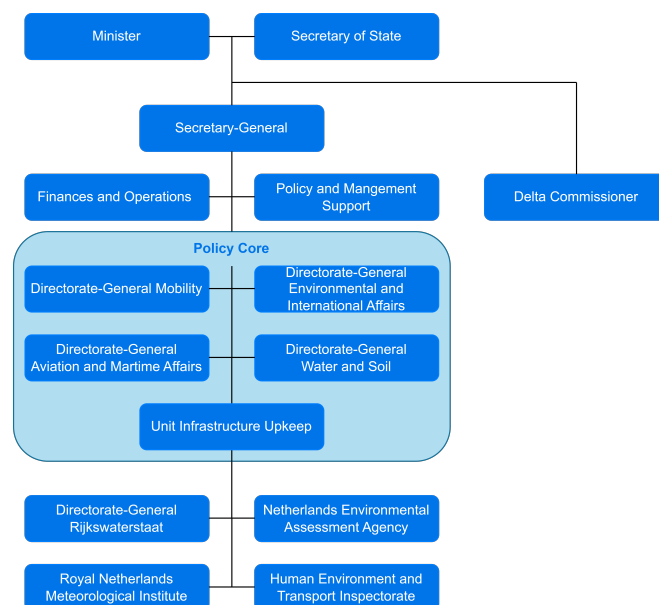 Minister
Secretary of State
Secretary-General
Finances and Operations
Policy and Mangement
Support
Delta Commissioner
Policy Core
Directorate-General Mobility
Directorate-General
Environmental and
International Affairs
Directorate-General
Aviation and Martime Affairs
Directorate-General
Water and Soil
Unit Infrastructure Upkeep
Directorate-General
Rijkswaterstaat
Netherlands Environmental
Assessment Agency
Royal Netherlands
Meteorological Institute
Human Environment and
Transport Inspectorate